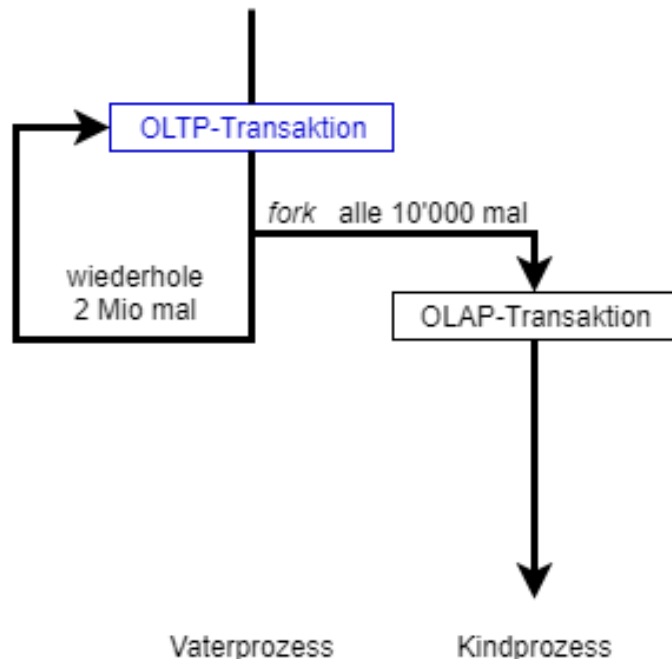 OLTP-Transaktion
fork alle 10'000 mal
wiederhole
2 Mio mal
OLAP-Transaktion
Vaterprozess Kindprozess